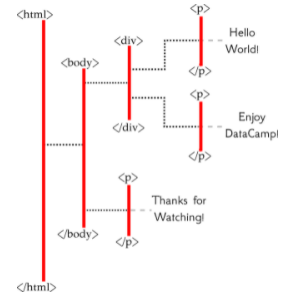 <html>
<body>
<div>
<p>
Hello
World!
</p>
<p>
Enjoy
DataCamp!
</p>
</div>
<p>
Thanks for
Watching!
</p>
</body>
</html>